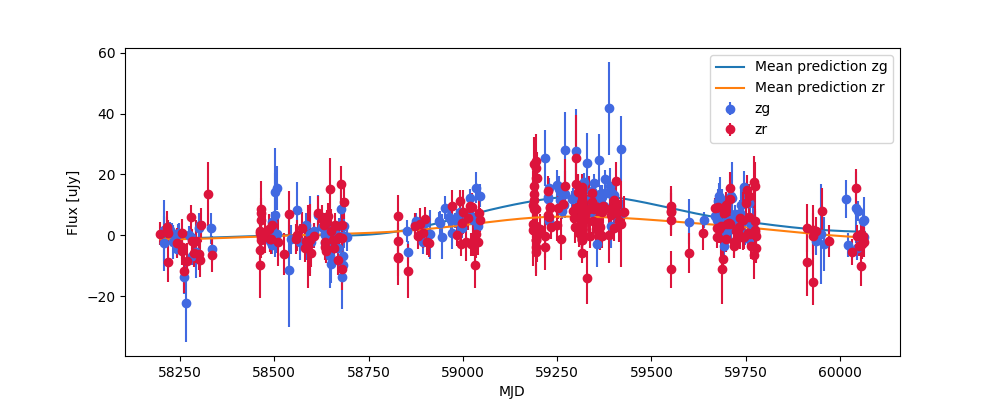 60
40
20
0
−20
Flux [uJy]
Mean prediction zg
Mean prediction zr
zg
zr
58250 58500 58750 59000 59250 59500 59750 60000
MJD